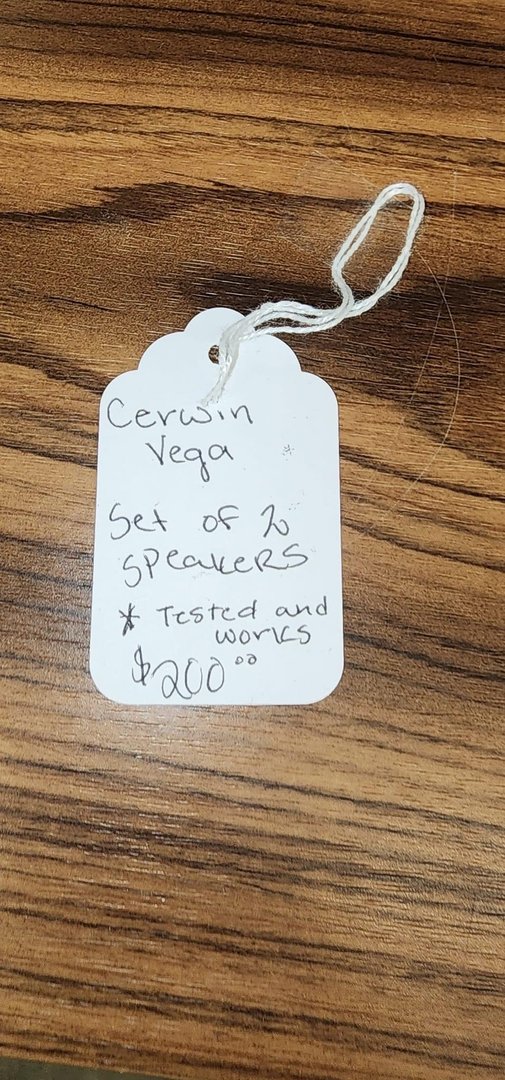 Cerwin
Vega
Set of 2
SPeakeRS
* Tested and
works
$200.00